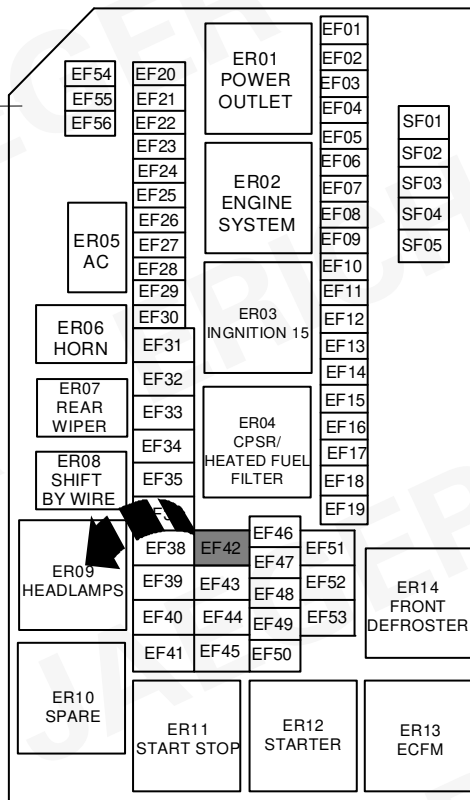 EF54
EF55
EF56
EF20
EF21
EF22
EF23
EF24
EF25
EF26
EF27
EF28
EF29
EF30
EF31
EF32
EF33
EF34
EF35
EF38
EF39
EF40
EF41
ER01
POWER
OUTLET
ER02
ENGINE
SYSTEM
ER03
INGNITION 15
ER04
CPSR/
HEATED FUEL
FILTER
EF01
EF02
EF03
EF04
EF05
EF06
EF07
EF08
EF09
EF10
EF11
EF12
EF13
EF14
EF15
EF16
EF17
EF18
EF19
SF01
SF02
SF03
SF04
SF05
ER05
AC
ER06
HORN
ER07
REAR
WIPER
ER08
SHIFT
BY WIRE
ER09
HEADLAMPS
ER10
SPARE
EF42
EF43
EF44
EF45
EF46
EF47
EF48
EF49
EF50
EF51
EF52
EF53
ER14
FRONT
DEFROSTER
ER11
START STOP
ER12
STARTER
ER13
ECFM